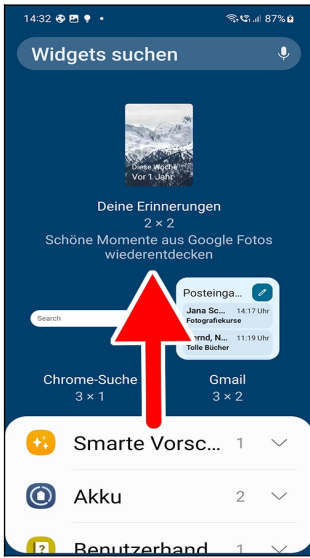 14:32 87%
Widgets suchen
Diese Woche
Vor 1 Jahr
Deine Erinnerungen
2 × 2
Schöne Momente aus Google Fotos
wiederentdecken
Search
Posteinga...
Jana Sc... 14:17 Uhr
Fotografiekurse
Bernd, N... 11:19 Uhr
Tolle Bücher
Chrome-Suche
3 × 1
Gmail
3 × 2
Smarte Vorsc... 1
Akku 2
Benutzerhand 1